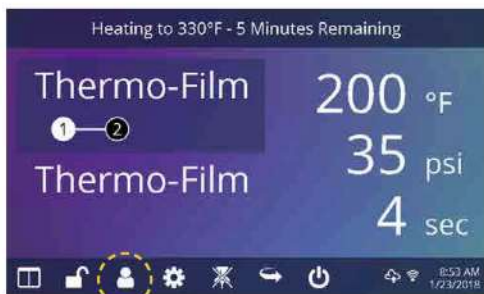 Heating to 330°F - 5 Minutes Remaining
Thermo-Film
1 2
Thermo-Film
200 °F
35 psi
4 sec
8:53 AM
1/23/2018